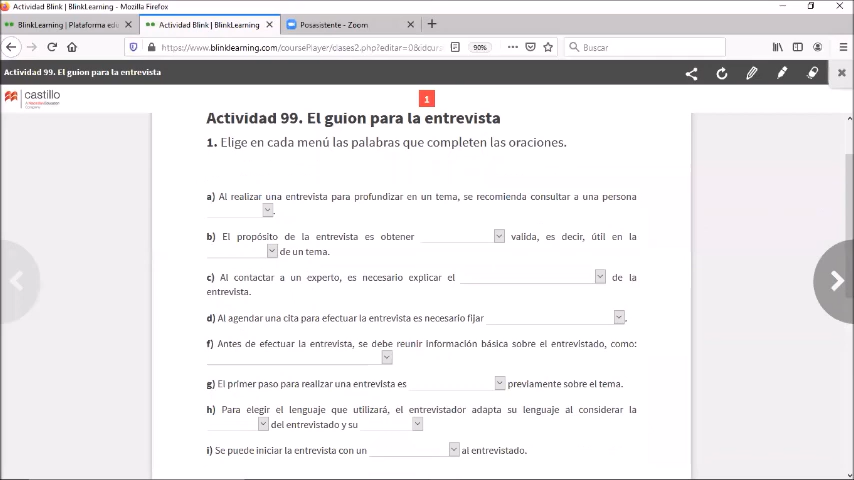 BlinkLearning - Actividad Blink - Mozilla Firefox
BlinkLearning | Plataforma edu
Actividad Blink | BlinkLearning
Posasistente - Zoom
https://www.blinklearning.com/coursePlayer/clases2.php?editar=0&idcur
90%
Buscar
Actividad 99. El guion para la entrevista
castillo
1
Actividad 99. El guion para la entrevista
1. Elige en cada menú las palabras que completen las oraciones.
a) Al realizar una entrevista para profundizar en un tema, se recomienda consultar a una persona
.
b) El propósito de la entrevista es obtener valida, es decir, útil en la
de un tema.
c) Al contactar a un experto, es necesario explicar el de la
entrevista.
d) Al agendar una cita para efectuar la entrevista es necesario fijar .
f) Antes de efectuar la entrevista, se debe reunir información básica sobre el entrevistado, como:
g) El primer paso para realizar una entrevista es previamente sobre el tema.
h) Para elegir el lenguaje que utilizará, el entrevistador adapta su lenguaje al considerar la
del entrevistado y su
i) Se puede iniciar la entrevista con un al entrevistado.